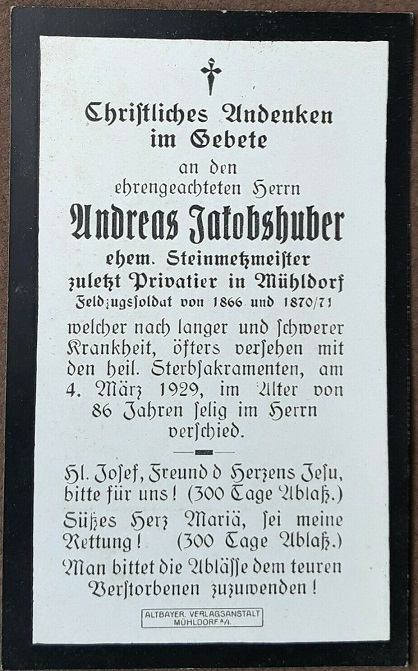 Christliches Andenken
im Gebete
an den
ehrengeachteten Herrn
Andreas Jakobshuber
ehem. Steinmetzmeister
zuletzt Privatier in Mühldorf
Feldzugssoldat von 1866 und 1870/71
welcher nach langer und schwerer
Krankheit, öfters versehen mit
den heil. Sterbsakramenten, am
4. März 1929, im Alter von
86 Jahren selig im Herrn
verschied.
Hl. Josef, Freund d Herzens Jesu,
bitte für uns! (300 Tage Ablaß.)
Süßes Herz Mariä, sei meine
Rettung! (300 Tage Ablaß.)
Man bittet die Ablässe dem teuren
Verstorbenen zuzuwenden!
ALTBAYER. VERLAGSANSTALT
MÜHLDORF a/I.